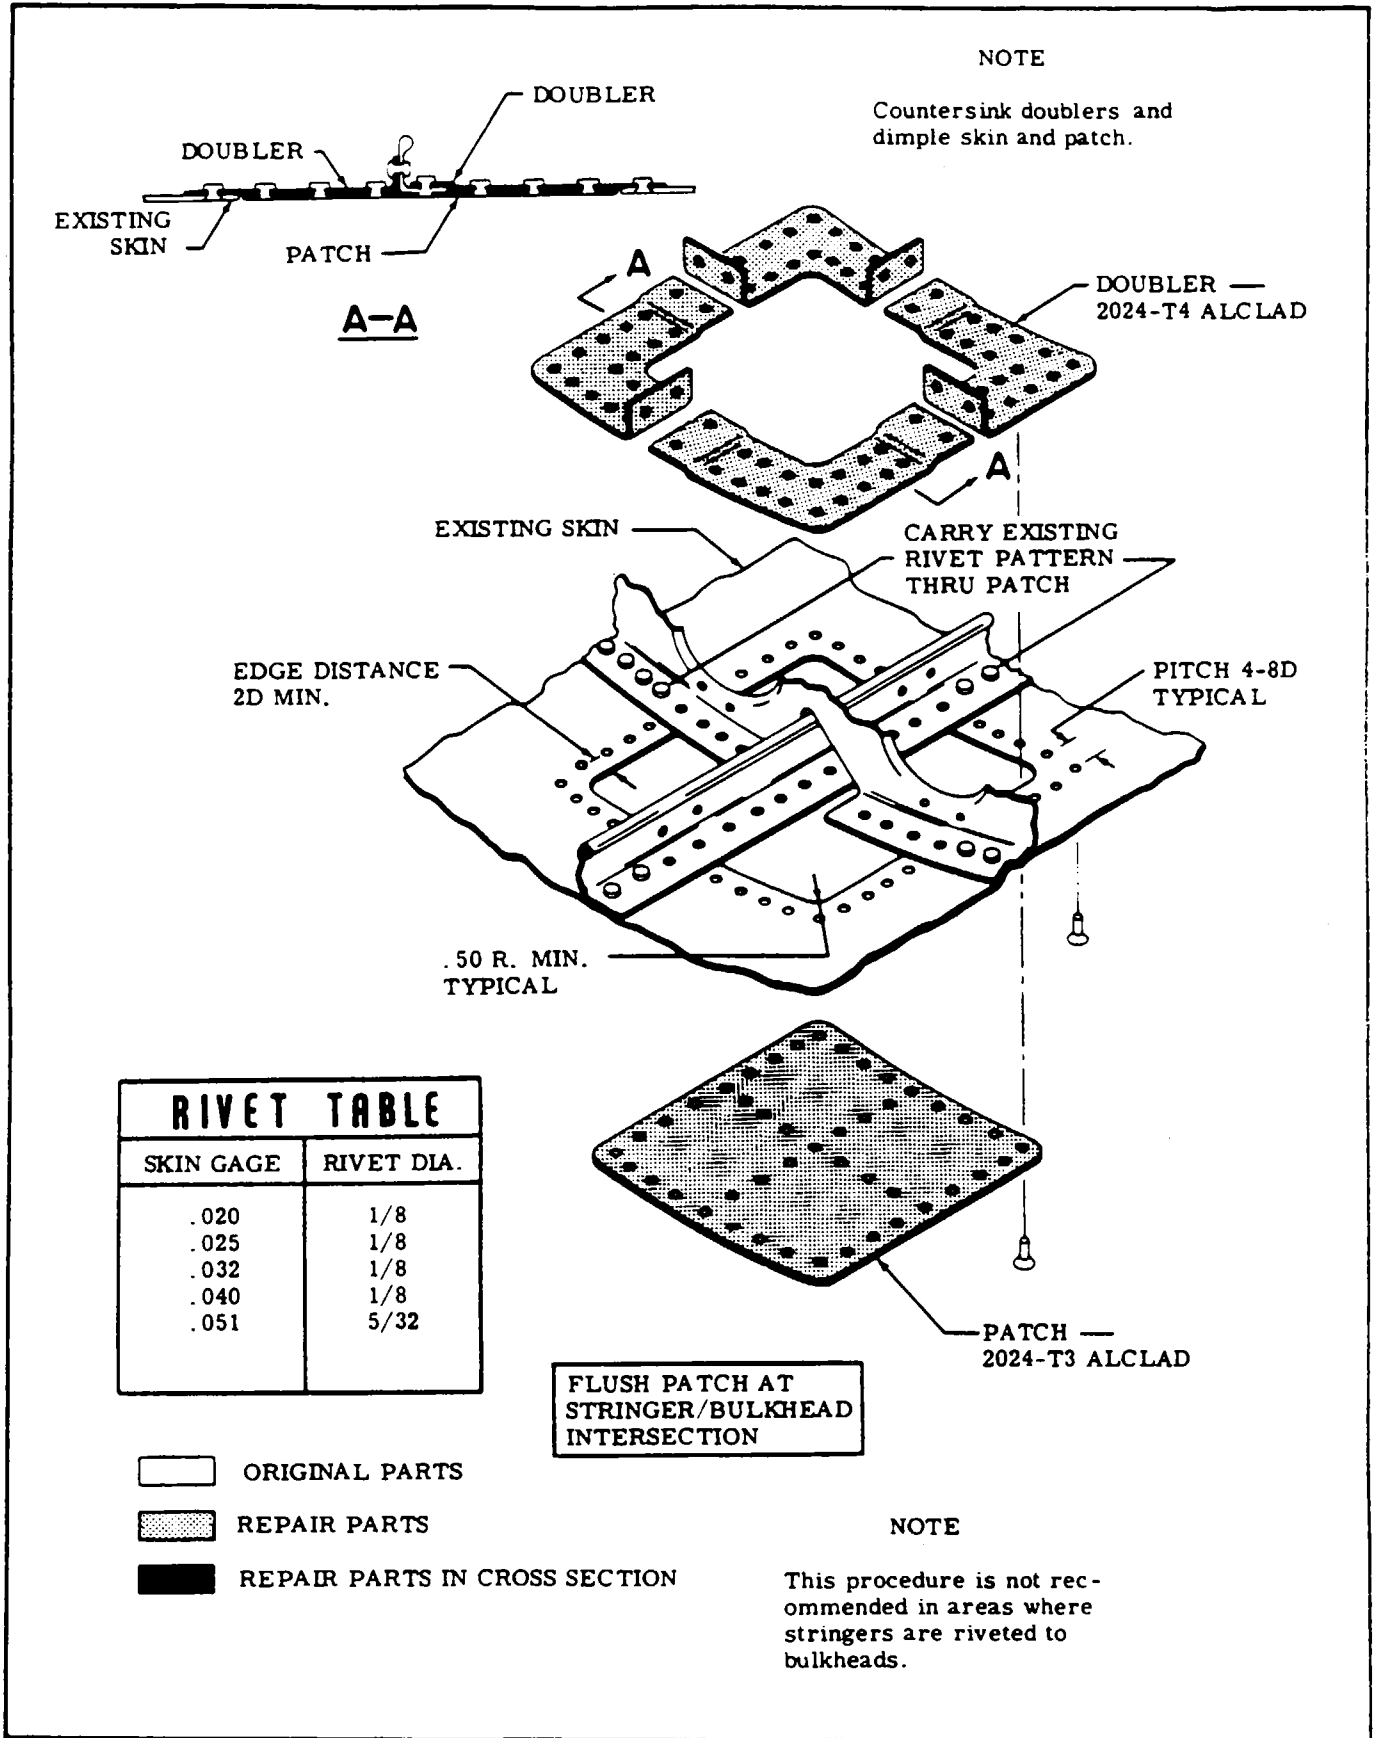 NOTE
Countersink doublers and
dimple skin and patch.
DOUBLER
DOUBLER
EXISTING
SKIN
PATCH
A-A
A
DOUBLER —
2024-T4 ALCLAD
A
EXISTING SKIN
CARRY EXISTING
RIVET PATTERN
THRU PATCH
EDGE DISTANCE
2D MIN.
PITCH 4-8D
TYPICAL
.50 R. MIN.
TYPICAL
RIVET TABLE
SKIN GAGE RIVET DIA.
.020 1/8
.025 1/8
.032 1/8
.040 1/8
.051 5/32
PATCH —
2024-T3 ALCLAD
FLUSH PATCH AT
STRINGER/BULKHEAD
INTERSECTION
ORIGINAL PARTS
REPAIR PARTS
REPAIR PARTS IN CROSS SECTION
NOTE
This procedure is not rec-
ommended in areas where
stringers are riveted to
bulkheads.